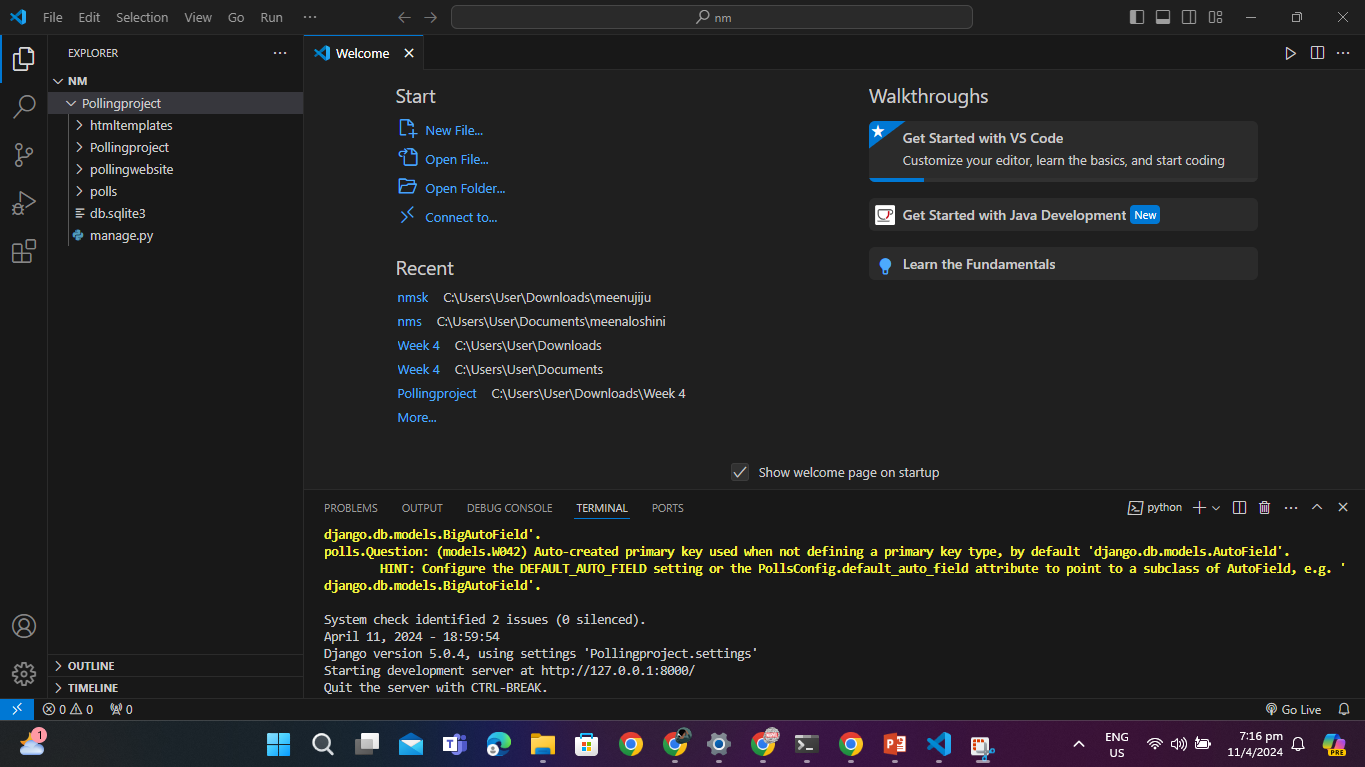 File Edit Selection View Go Run ···
nm
EXPLORER
NM
Pollingproject
htmltemplates
Pollingproject
pollingwebsite
polls
db.sqlite3
manage.py
OUTLINE
TIMELINE
Welcome
Start
New File...
Open File...
Open Folder...
Connect to...
Recent
nmsk C:\Users\User\Downloads\meenujiju
nms C:\Users\User\Documents\meenaloshini
Week 4 C:\Users\User\Downloads
Week 4 C:\Users\User\Documents
Pollingproject C:\Users\User\Downloads\Week 4
More...
Walkthroughs
Get Started with VS Code
Customize your editor, learn the basics, and start coding
Get Started with Java Development New
Learn the Fundamentals
Show welcome page on startup
PROBLEMS OUTPUT DEBUG CONSOLE TERMINAL PORTS
python
django.db.models.BigAutoField'.
polls.Question: (models.W042) Auto-created primary key used when not defining a primary key type, by default 'django.db.models.AutoField'.
HINT: Configure the DEFAULT_AUTO_FIELD setting or the PollsConfig.default_auto_field attribute to point to a subclass of AutoField, e.g. '
django.db.models.BigAutoField'.
System check identified 2 issues (0 silenced).
April 11, 2024 - 18:59:54
Django version 5.0.4, using settings 'Pollingproject.settings'
Starting development server at http://127.0.0.1:8000/
Quit the server with CTRL-BREAK.
0 0 0
Go Live
1
ENG
US
7:16 pm
11/4/2024
PRE